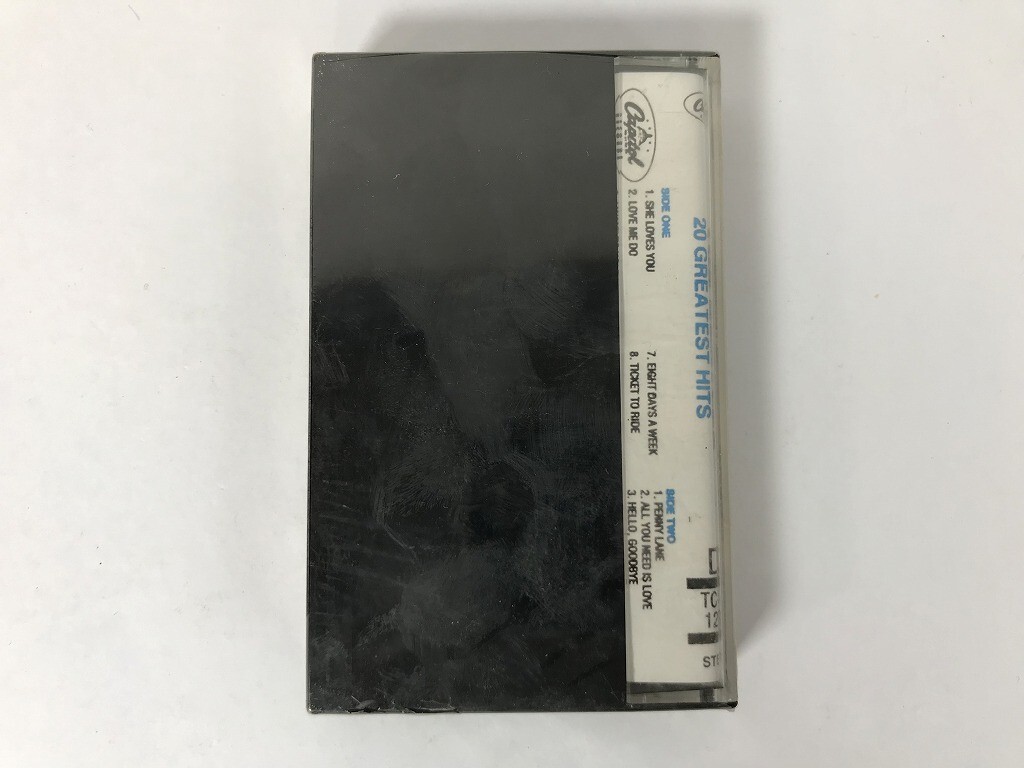 20 GREATEST HITS
Capitol
RECORDS
SIDE ONE
1. SHE LOVES YOU
2. LOVE ME DO
7. EIGHT DAYS A WEEK
8. TICKET TO RIDE
SIDE TWO
1. PENNY LANE
2. ALL YOU NEED IS LOVE
3. HELLO, GOODBYE